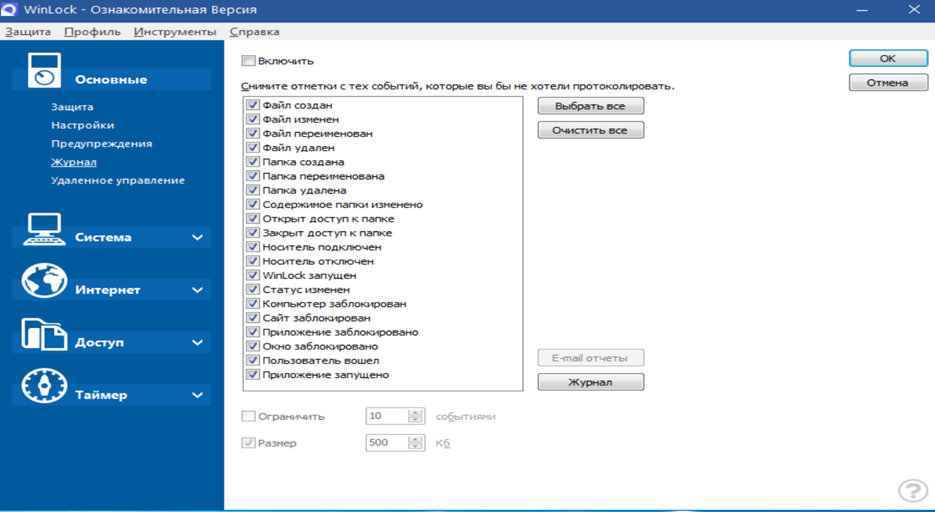 WinLock - Ознакомительная Версия
Защита Профиль Инструменты Справка
Основные
Защита
Настройки
Предупреждения
Журнал
Удаленное управление
Система
Интернет
Доступ
Таймер
Включить
Снимите отметки с тех событий, которые вы бы не хотели протоколировать.
Файл создан
Файл изменен
Файл переименован
Файл удален
Папка создана
Папка переименована
Папка удалена
Содержимое папки изменено
Открыт доступ к папке
Закрыт доступ к папке
Носитель подключен
Носитель отключен
WinLock запущен
Статус изменен
Компьютер заблокирован
Сайт заблокирован
Приложение заблокировано
Окно заблокировано
Пользователь вошел
Приложение запущено
Выбрать все
Очистить все
E-mail отчеты
Журнал
Ограничить 10 событиями
Размер 500 Кб
OK
Отмена
?